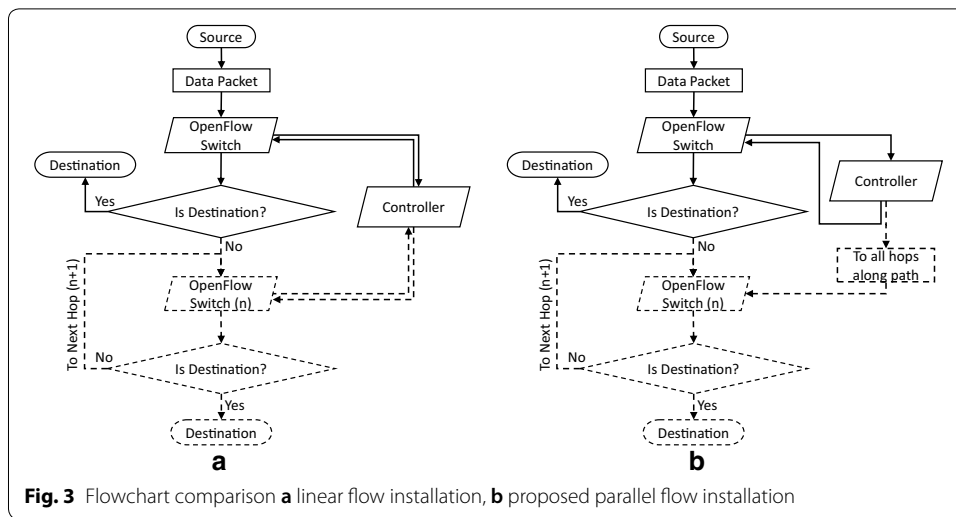 Source
Data Packet
OpenFlow
Switch
Destination
Yes
Is Destination?
Controller
No
To Next Hop (n+1)
OpenFlow
Switch (n)
No
Is Destination?
Yes
Destination
a
Source
Data Packet
OpenFlow
Switch
Destination
Yes
Is Destination?
Controller
No
To all hops
along path
To Next Hop (n+1)
OpenFlow
Switch (n)
No
Is Destination?
Yes
Destination
b
Fig. 3 Flowchart comparison a linear flow installation, b proposed parallel flow installation